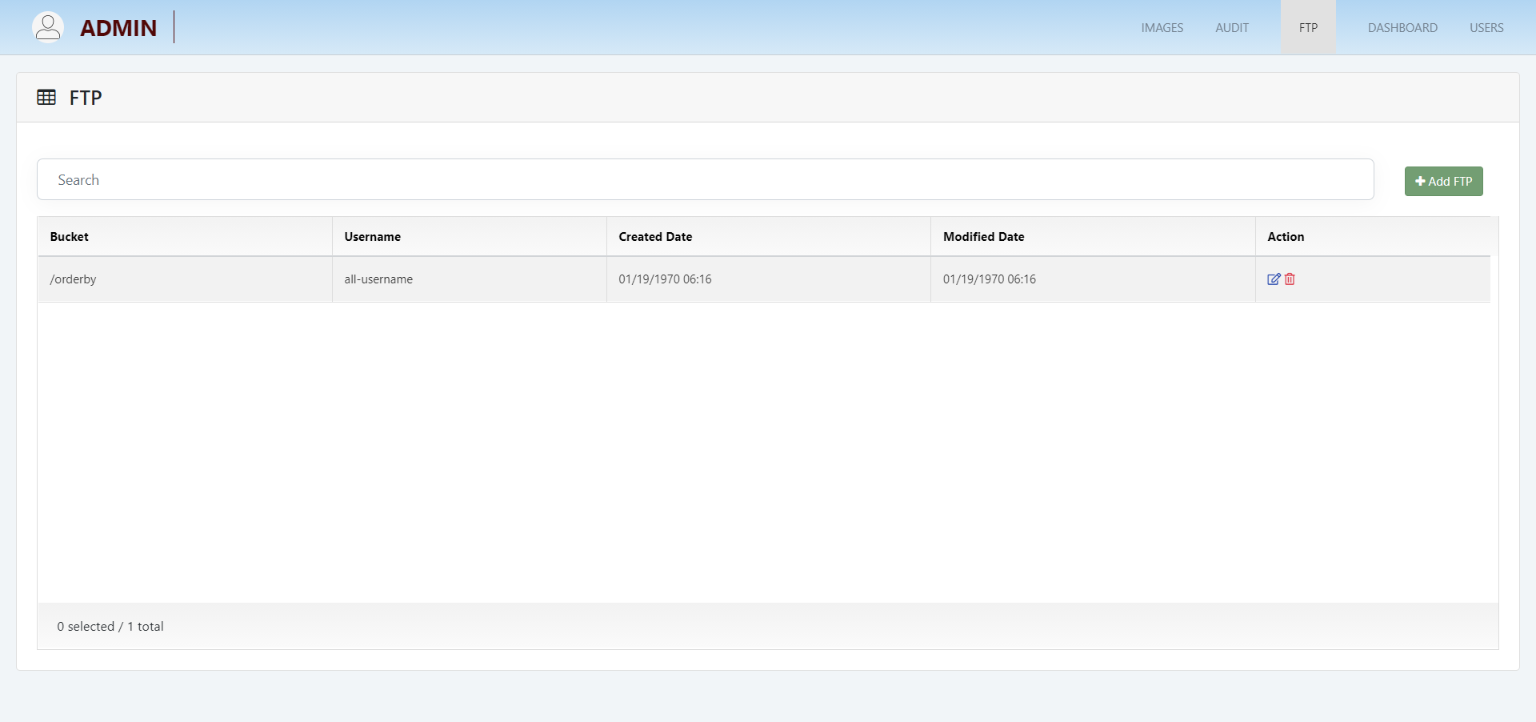 ADMIN
IMAGES AUDIT FTP DASHBOARD USERS
FTP
Search
Add FTP
Bucket Username Created Date Modified Date Action
/orderby all-username 01/19/1970 06:16 01/19/1970 06:16
0 selected / 1 total